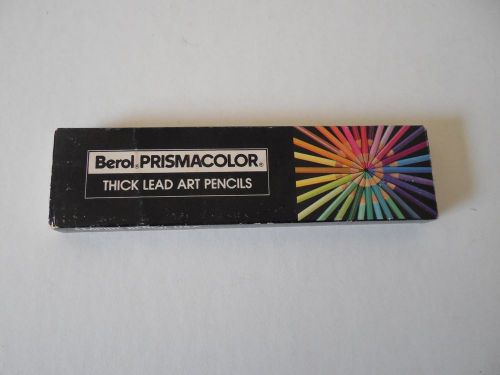 Berol® PRISMACOLOR®
THICK LEAD ART PENCILS